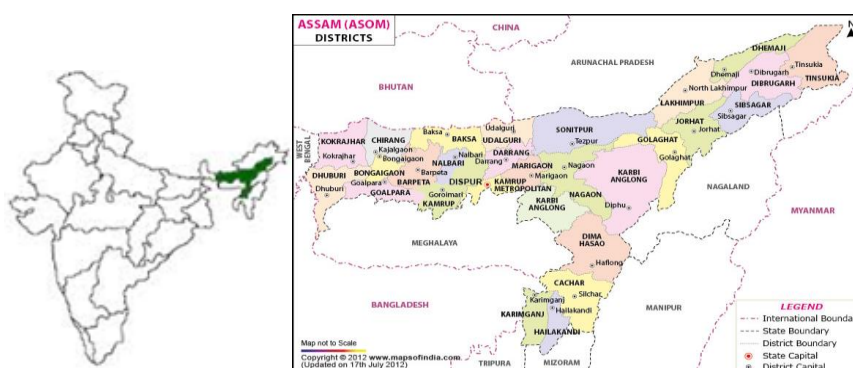 ASSAM (ASOM)
DISTRICTS
CHINA
N
ARUNACHAL PRADESH
BHUTAN
DHEMAJI
Dhemaji
Tinsukia
Dibrugarh
TINSUKIA
DIBRUGARH
North Lakhimpur
LAKHIMPUR
SIBSAGAR
Sibsagar
JORHAT
Jorhat
WEST
BENGAL
KOKRAJHAR
Kokrajhar
CHIRANG
Kajalgaon
Bongaigaon
Baksa
BAKSA
Udalguri
UDALGURI
SONITPUR
Tezpur
GOLAGHAT
Golaghat
DHUBURI
Dhuburi
BONGAIGAON
Goalpara
GOALPARA
Barpeta
BARPETA
NALBARI
Nalbari
DARRANG
Darrang
MARIGAON
Marigaon
Nagaon
DISPUR
KAMRUP
METROPOLITAN
Goroimari
KAMRUP
NAGAON
KARBI
ANGLONG
KARBI
ANGLONG
Diphu
NAGALAND
MYANMAR
MEGHALAYA
DIMA
HASAO
Haflong
CACHAR
Silchar
Karimganj
KARIMGANJ
Hailakandi
HAILAKANDI
BANGLADESH
MANIPUR
TRIPURA
MIZORAM
Map not to Scale
Copyright © 2012 www.mapsofindia.com
(Updated on 17th July 2012)
LEGEND
International Bounda
State Boundary
District Boundary
State Capital
District Capital